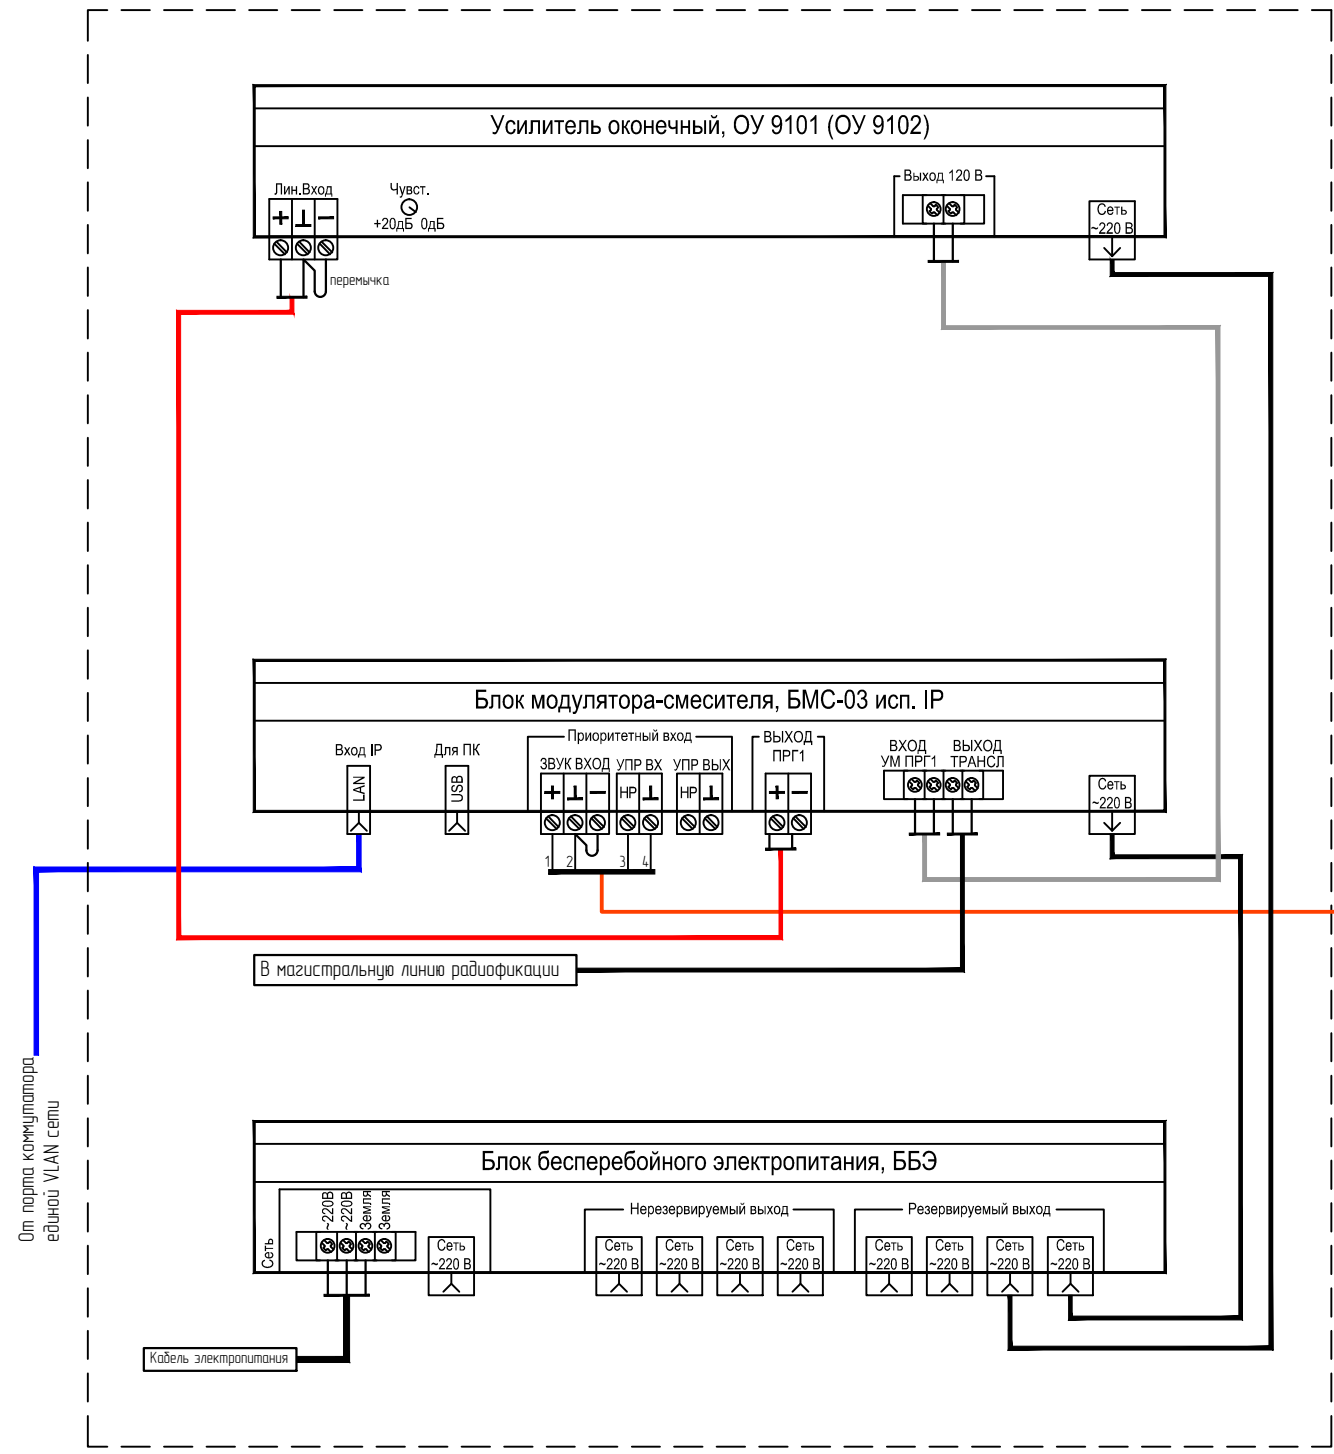 Усилитель оконечный, ОУ 9101 (ОУ 9102)
Лин.Вход
Чувст.
+20дБ 0дБ
Выход 120 В
Сеть
~220 В
+ ⊥ −
перемычка
Блок модулятора-смесителя, БМС-03 исп. IP
Вход IP
Для ПК
Приоритетный вход
ВЫХОД
ПРГ1
ВХОД
УМ ПРГ1
ВЫХОД
ТРАНСЛ
ЗВУК ВХОД
УПР ВХ
УПР ВЫХ
LAN
USB
+ ⊥ −
НР ⊥
НР ⊥
+ −
Сеть
~220 В
1 2 3 4
В магистральную линию радиофикации
От порта коммутатора
единой VLAN сети
Блок бесперебойного электропитания, ББЭ
Сеть
~220В
~220В
Земля
Земля
Сеть
~220 В
Нерезервируемый выход
Сеть
~220 В
Сеть
~220 В
Сеть
~220 В
Сеть
~220 В
Резервируемый выход
Сеть
~220 В
Сеть
~220 В
Сеть
~220 В
Сеть
~220 В
Кабель электропитания